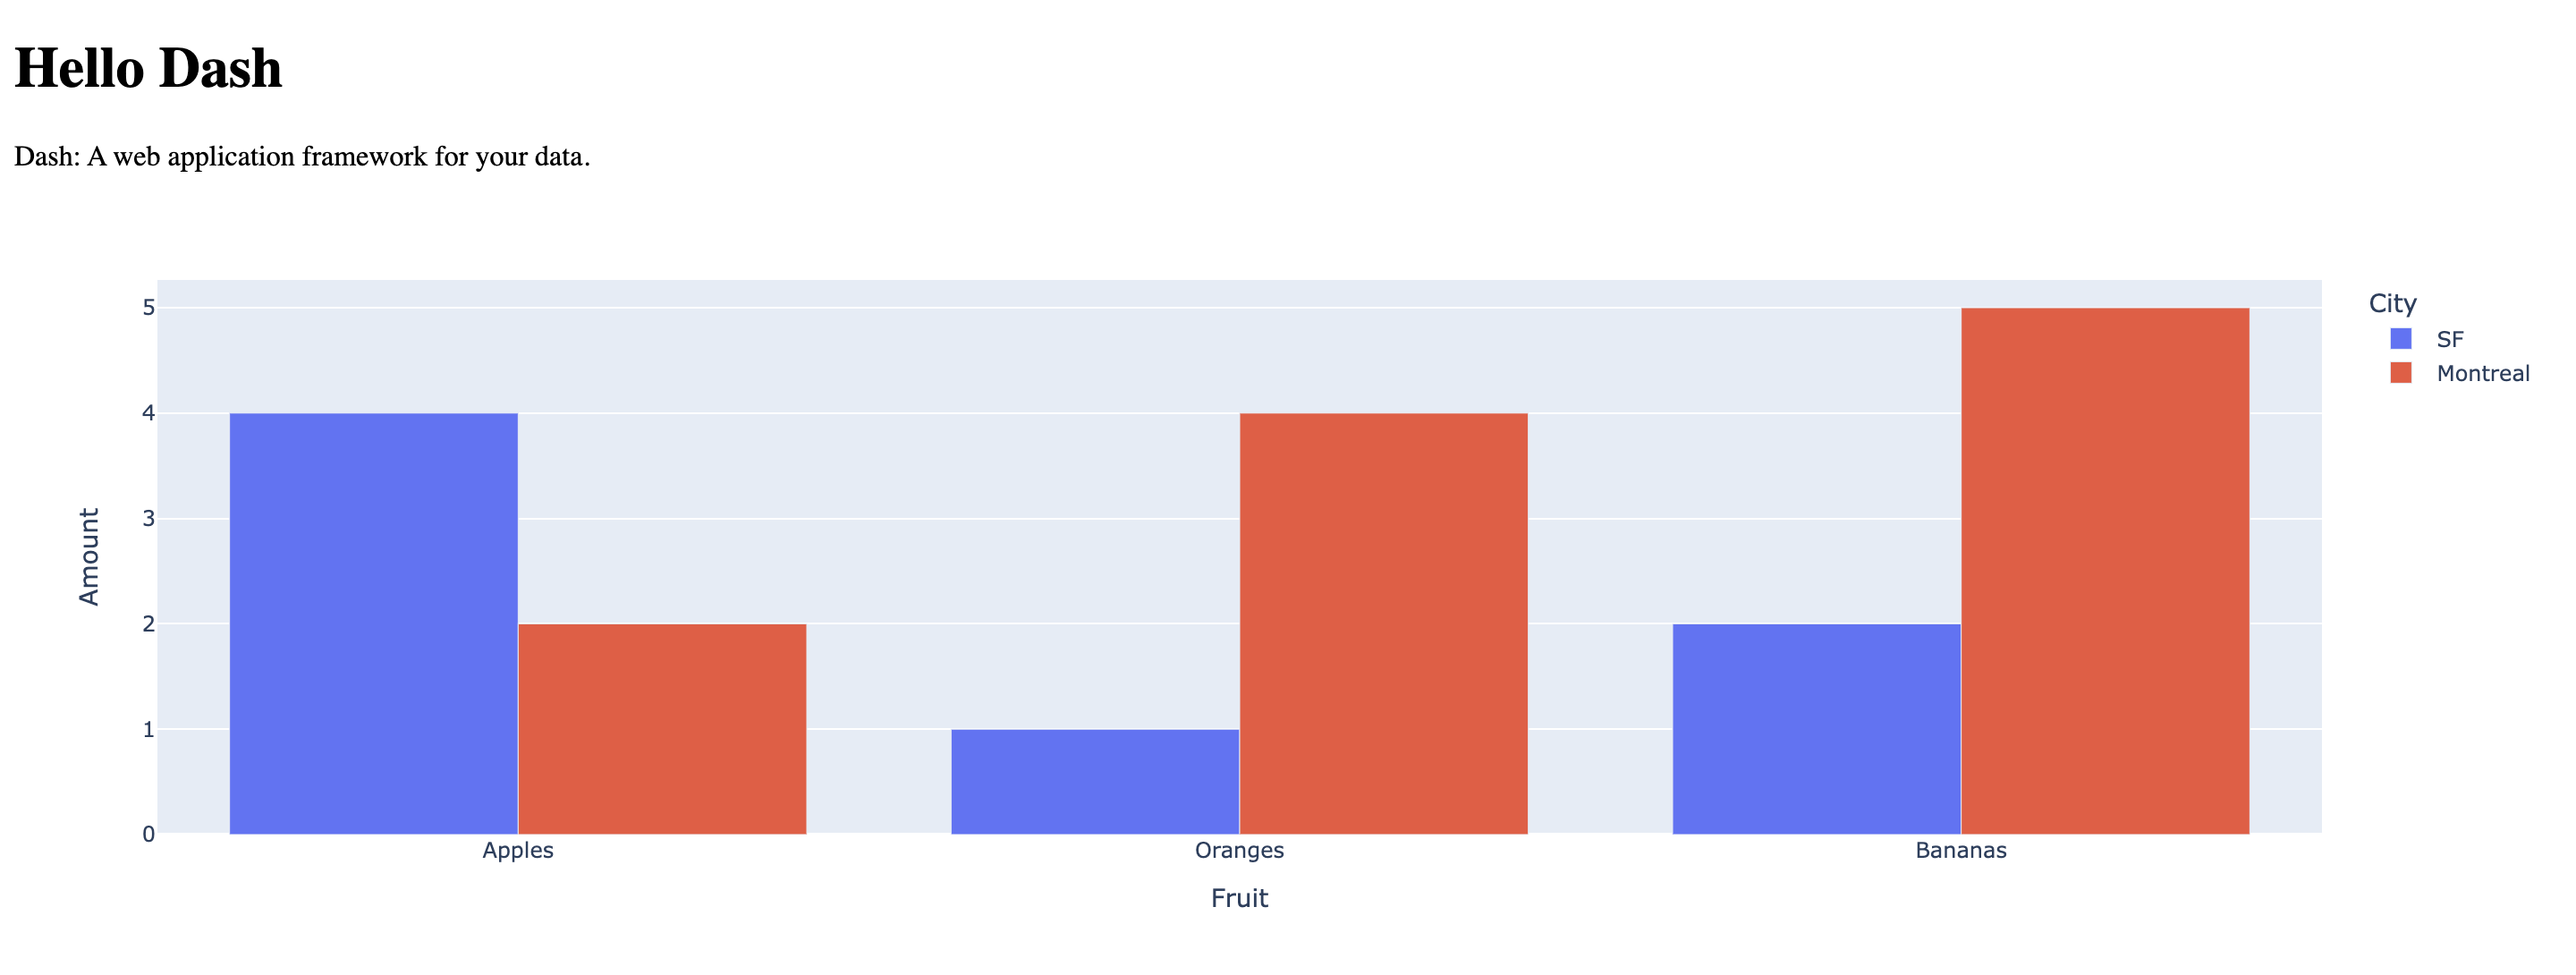 Hello Dash
Dash: A web application framework for your data.
City
SF
Montreal
5
4
3
2
1
0
Amount
Apples
Oranges
Bananas
Fruit